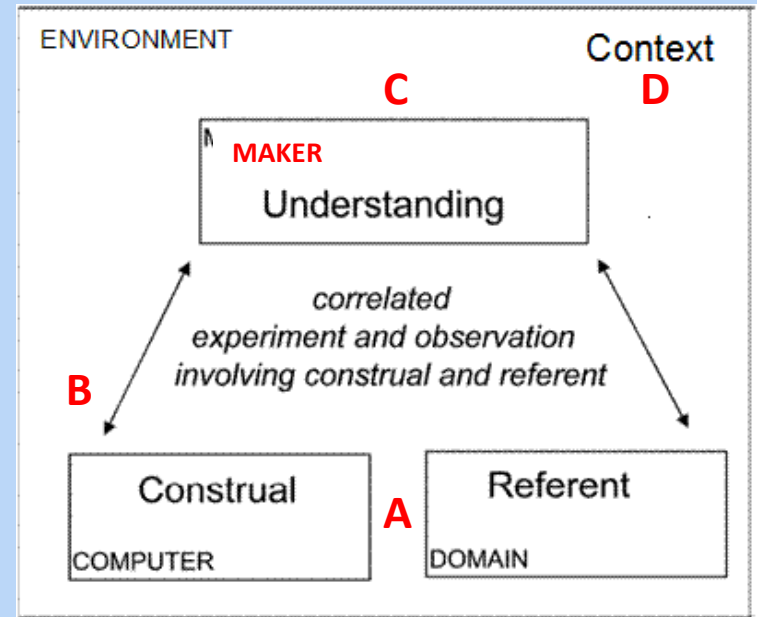 ENVIRONMENT
Context
C
D
MAKER
Understanding
correlated
experiment and observation
involving construal and referent
B
Construal
Referent
A
COMPUTER
DOMAIN